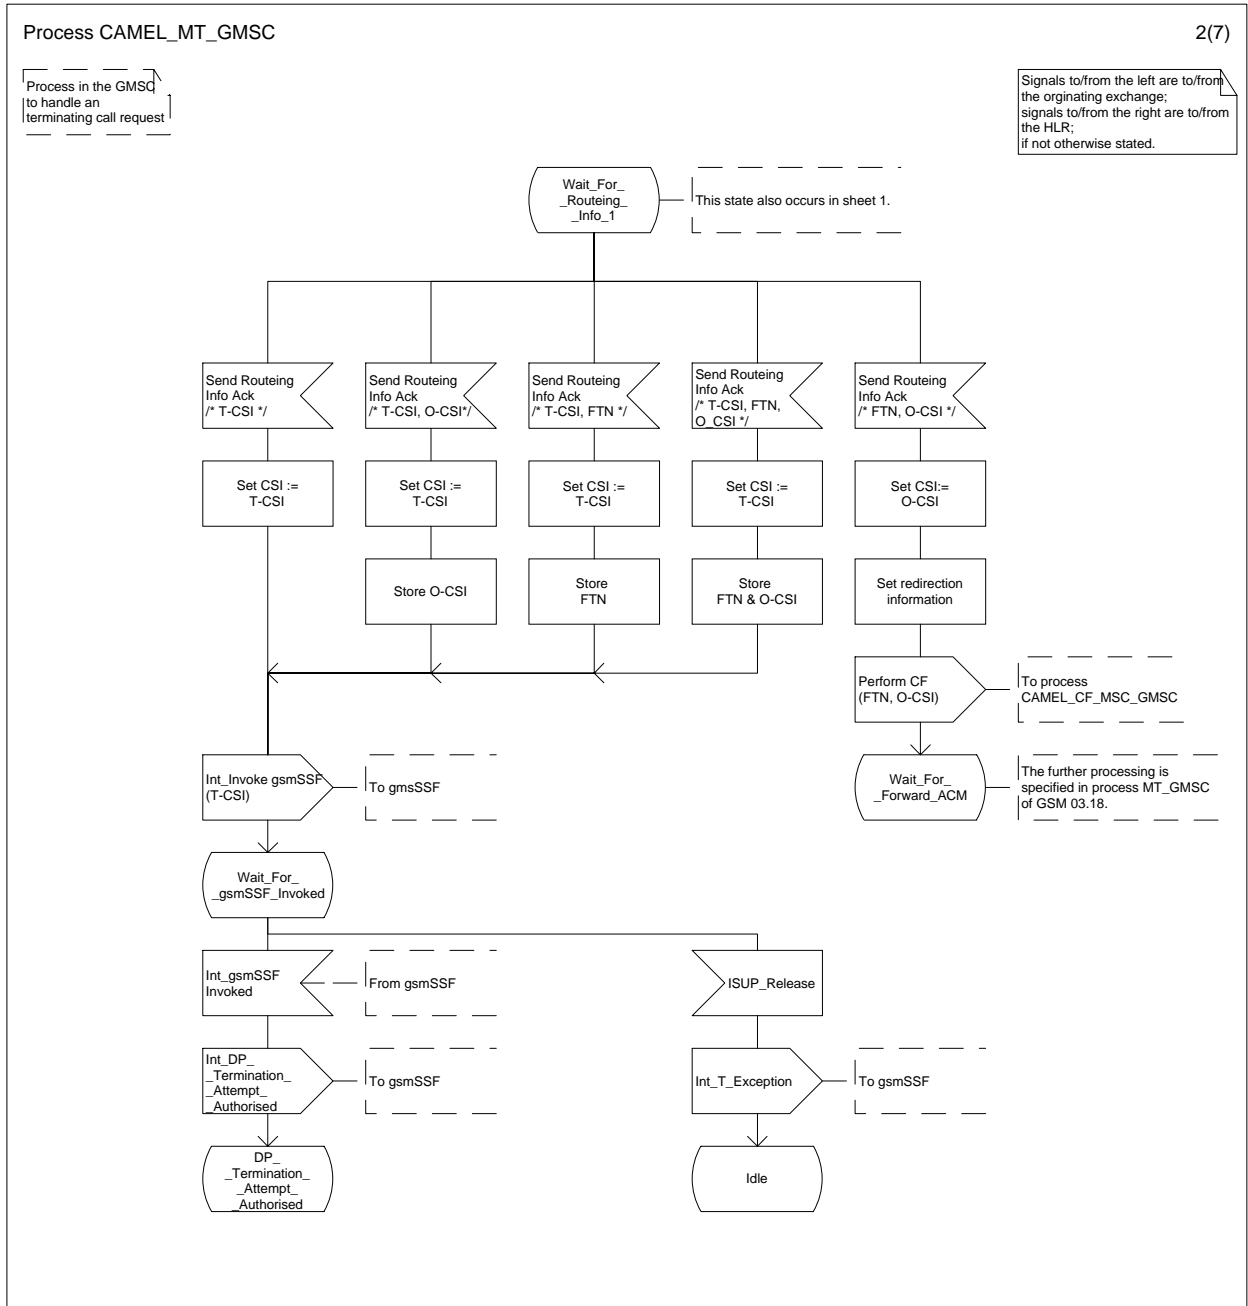 Process CAMEL_MT_GMSC
2(7)
Process in the GMSC
to handle an
terminating call request
Signals to/from the left are to/from
the orginating exchange;
signals to/from the right are to/from
the HLR;
if not otherwise stated.
Wait_For_
_Routeing_
_Info_1
This state also occurs in sheet 1.
Send Routeing
Info Ack
/* T-CSI */
Send Routeing
Info Ack
/* T-CSI, O-CSI*/
Send Routeing
Info Ack
/* T-CSI, FTN */
Send Routeing
Info Ack
/* T-CSI, FTN,
O_CSI */
Send Routeing
Info Ack
/* FTN, O-CSI */
Set CSI :=
T-CSI
Set CSI :=
T-CSI
Set CSI :=
T-CSI
Set CSI :=
T-CSI
Set CSI:=
O-CSI
Store O-CSI
Store
FTN
Store
FTN & O-CSI
Set redirection
information
Perform CF
(FTN, O-CSI)
To process
CAMEL_CF_MSC_GMSC
Int_Invoke gsmSSF
(T-CSI)
To gmsSSF
Wait_For_
_Forward_ACM
The further processing is
specified in process MT_GMSC
of GSM 03.18.
Wait_For_
_gsmSSF_Invoked
Int_gsmSSF
Invoked
From gsmSSF
ISUP_Release
Int_DP_
_Termination_
_Attempt_
_Authorised
To gsmSSF
Int_T_Exception
To gsmSSF
DP_
_Termination_
_Attempt_
_Authorised
Idle